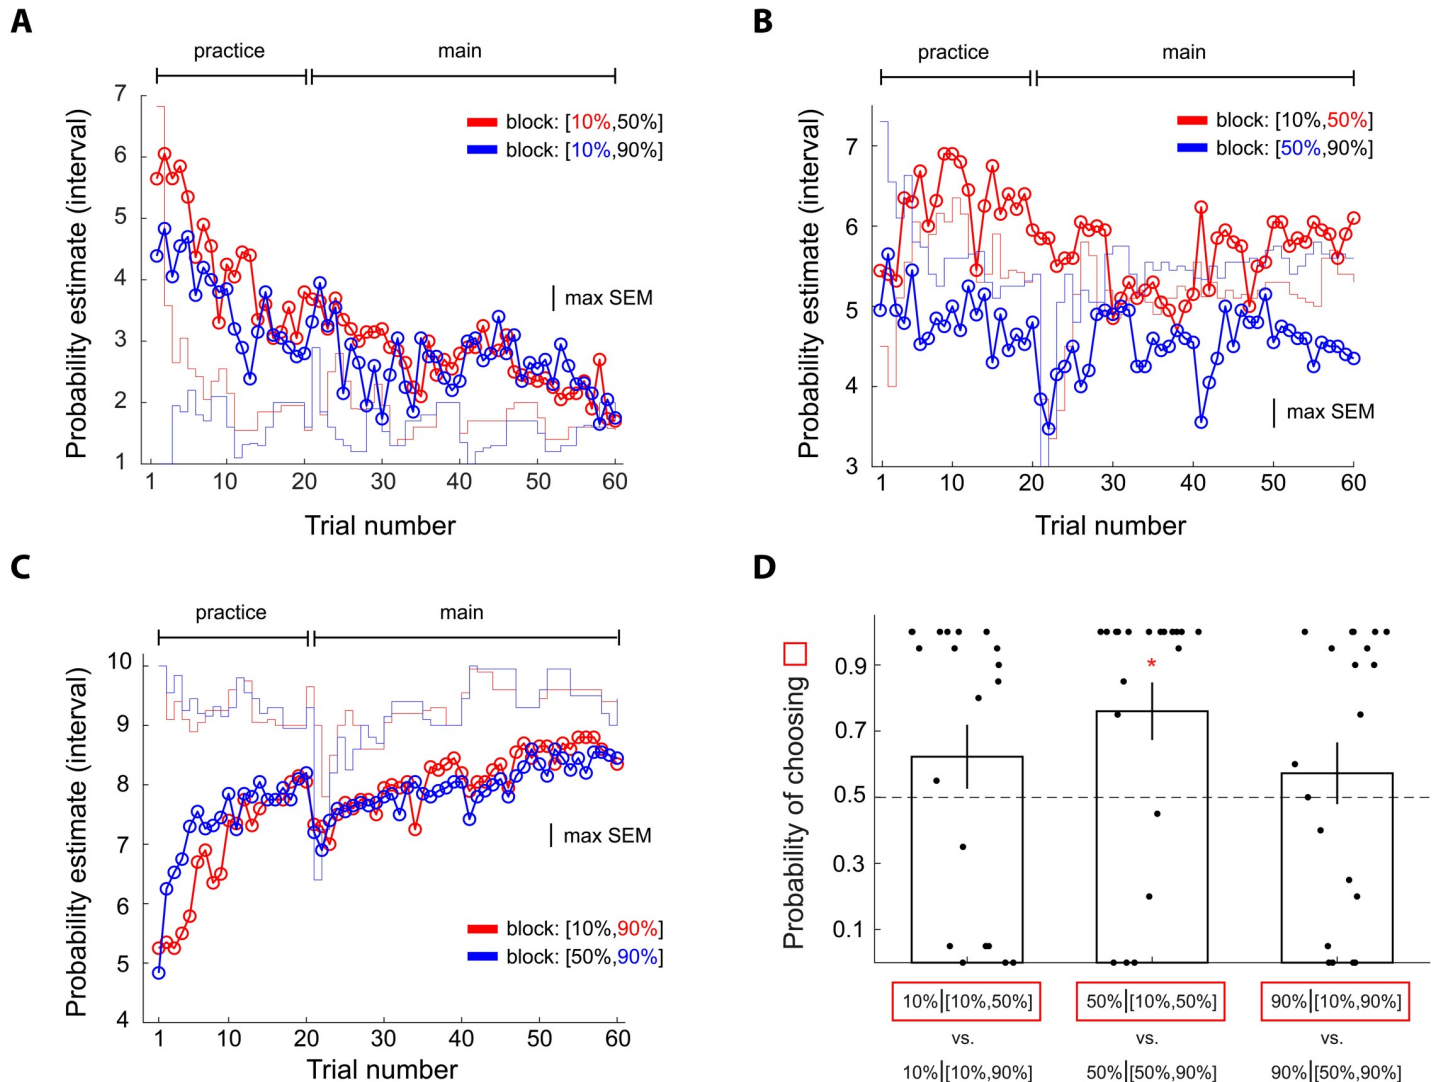 A
practice
main
Probability estimate (interval)
7
6
5
4
3
2
1
block: [10%,50%]
block: [10%,90%]
max SEM
1
10
20
30
40
50
60
Trial number
B
practice
main
Probability estimate (interval)
7
6
5
4
3
block: [10%,50%]
block: [50%,90%]
max SEM
1
10
20
30
40
50
60
Trial number
C
practice
main
Probability estimate (interval)
10
9
8
7
6
5
4
max SEM
block: [10%,90%]
block: [50%,90%]
1
10
20
30
40
50
60
Trial number
D
Probability of choosing
0.9
0.7
0.5
0.3
0.1
*
10%|[10%,50%]
vs.
10%|[10%,90%]
50%|[10%,50%]
vs.
50%|[50%,90%]
90%|[10%,90%]
vs.
90%|[50%,90%]